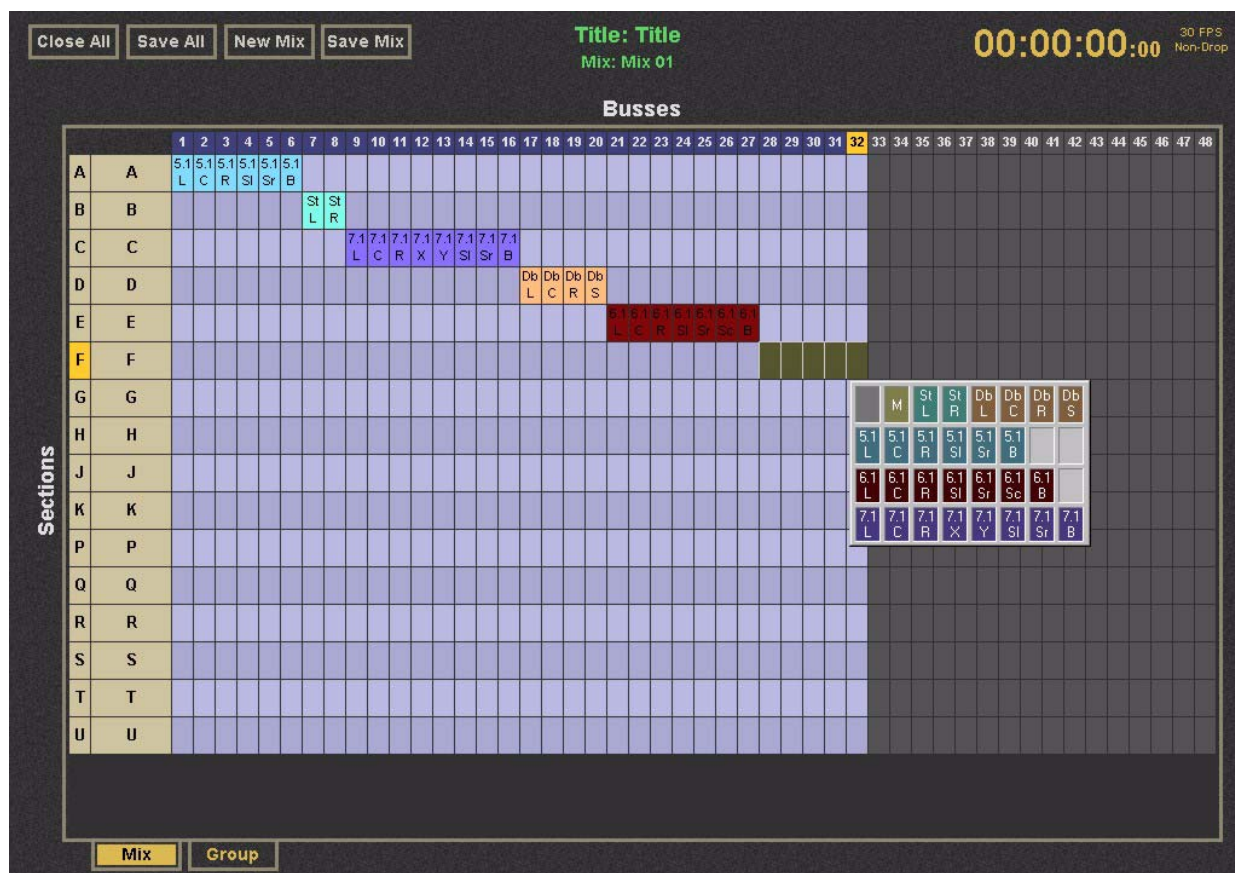 Close All Save All New Mix Save Mix
Title: Title
Mix: Mix 01
00:00:00:00
30 FPS
Non-Drop
Busses
1 2 3 4 5 6 7 8 9 10 11 12 13 14 15 16 17 18 19 20 21 22 23 24 25 26 27 28 29 30 31 32 33 34 35 36 37 38 39 40 41 42 43 44 45 46 47 48
A A 5.1 5.1 5.1 5.1 5.1 5.1
L C R Sl Sr B
B B St St
L R
C C 7.1 7.1 7.1 7.1 7.1 7.1 7.1 7.1
L C R X Y Sl Sr B
D D Db Db Db Db
L C R S
E E 6.1 6.1 6.1 6.1 6.1 6.1 6.1
L C R Sl Sr Sc B
F F
G G
H H
J J
K K
P P
Q Q
R R
S S
T T
U U
Sections
M St St Db Db Db Db
L R L C R S
5.1 5.1 5.1 5.1 5.1 5.1
L C R Sl Sr B
6.1 6.1 6.1 6.1 6.1 6.1 6.1
L C R Sl Sr Sc B
7.1 7.1 7.1 7.1 7.1 7.1 7.1 7.1
L C R X Y Sl Sr B
Mix Group